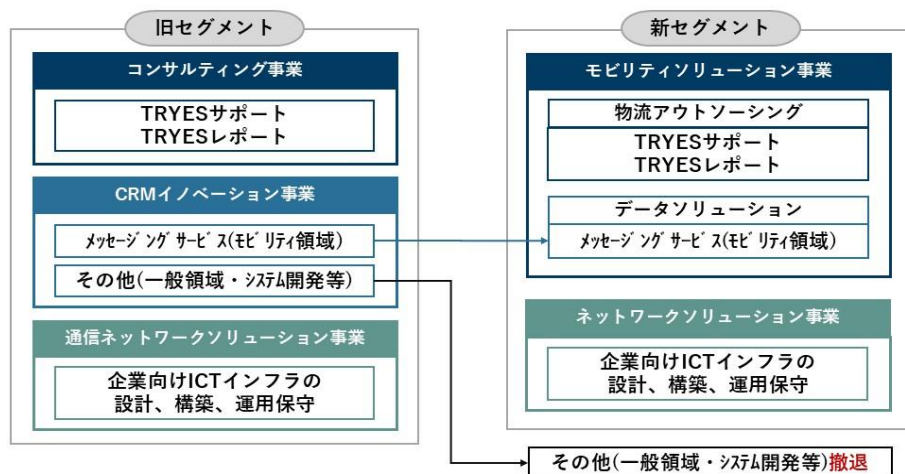 旧セグメント
コンサルティング事業
TRYESサポート
TRYESレポート
CRMイノベーション事業
ﾒｯｾｰｼﾞﾝｸﾞｻｰﾋﾞｽ(ﾓﾋﾞﾘﾃｨ領域)
その他(一般領域・ｼｽﾃﾑ開発等)
通信ネットワークソリューション事業
企業向けICTインフラの
設計、構築、運用保守
新セグメント
モビリティソリューション事業
物流アウトソーシング
TRYESサポート
TRYESレポート
データソリューション
ﾒｯｾｰｼﾞﾝｸﾞｻｰﾋﾞｽ(ﾓﾋﾞﾘﾃｨ領域)
ネットワークソリューション事業
企業向けICTインフラの
設計、構築、運用保守
その他(一般領域・ｼｽﾃﾑ開発等)撤退